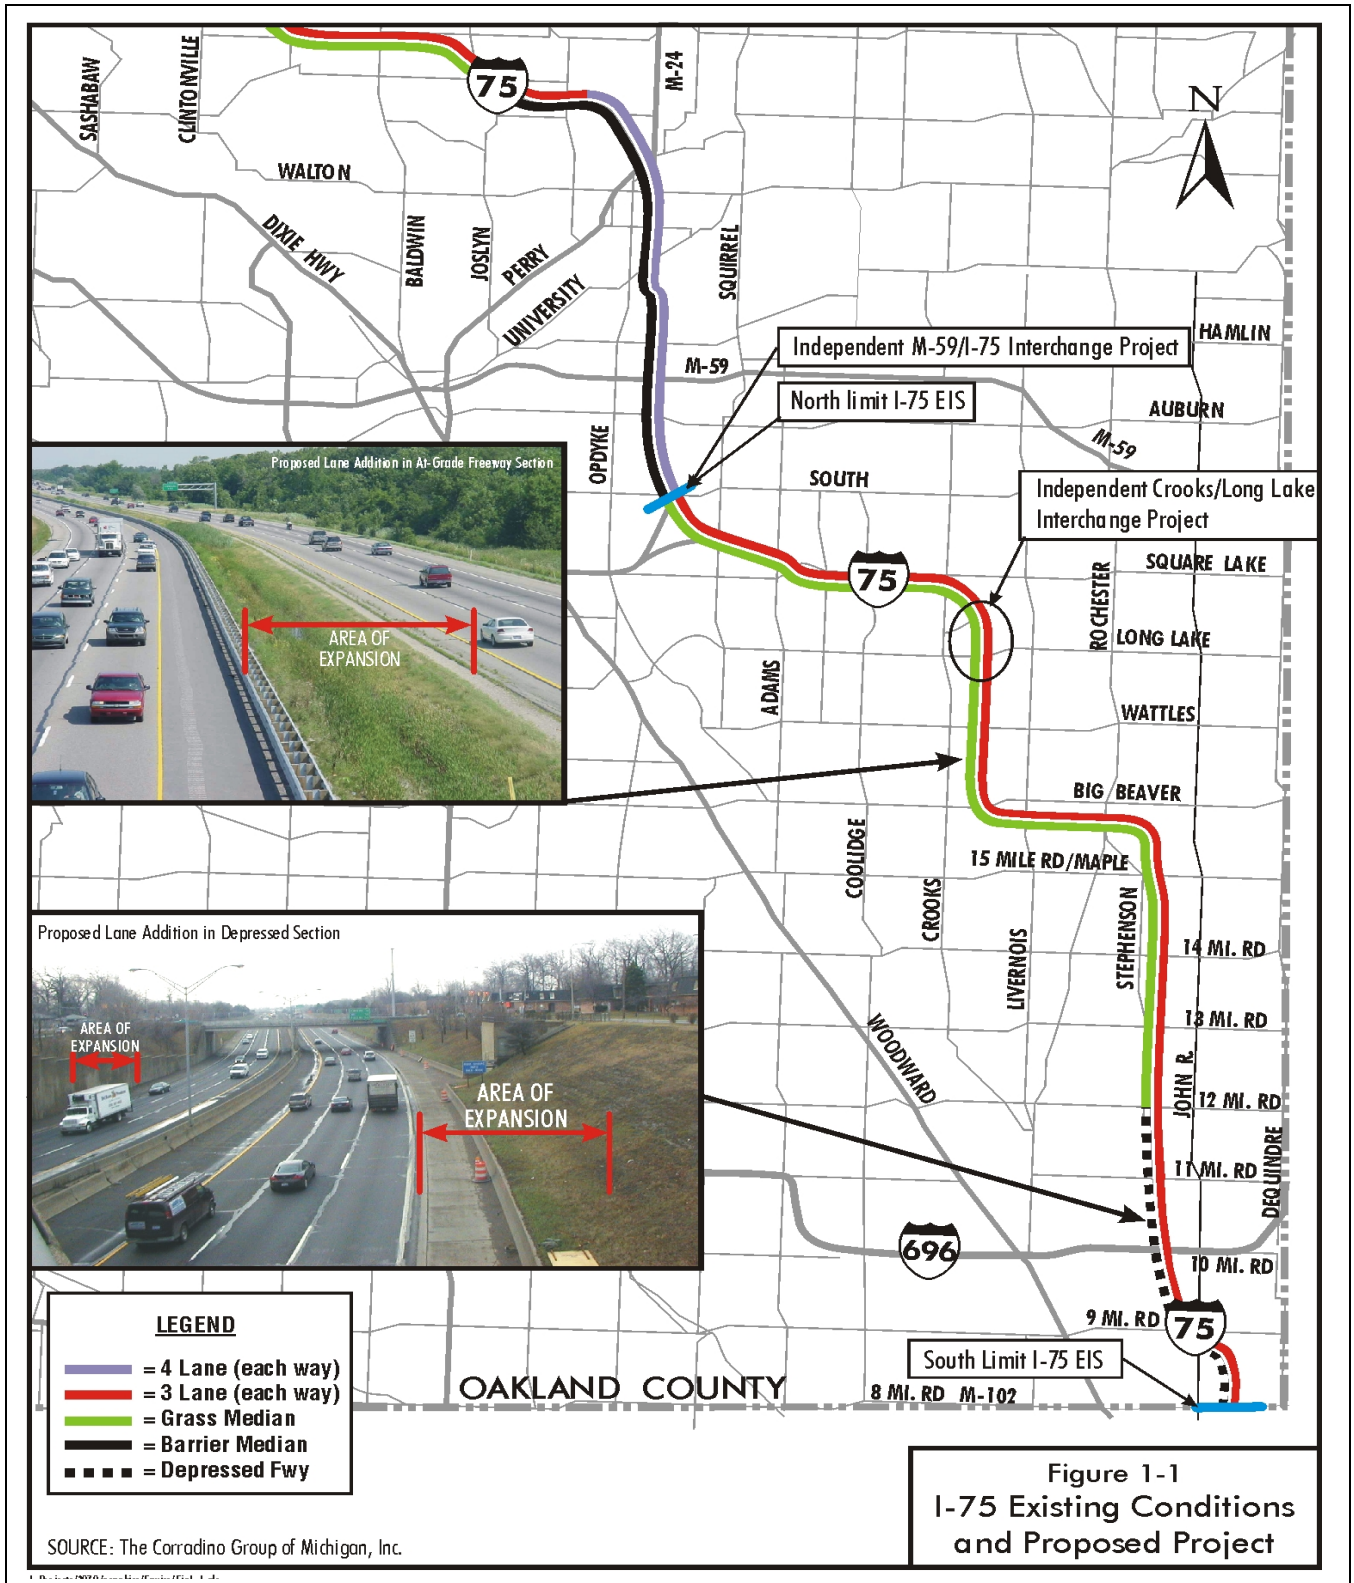 SASHABAW
CLINTONVILLE
75
M-24
N
WALTON
DIXIE HWY
BALDWIN
JOSLYN
PERRY
UNIVERSITY
SQUIRREL
HAMLIN
Independent M-59/I-75 Interchange Project
M-59
North limit I-75 EIS
AUBURN
M-59
OPDYKE
SOUTH
Proposed Lane Addition in At-Grade Freeway Section
Independent Crooks/Long Lake
Interchange Project
SQUARE LAKE
75
ROCHESTER
LONG LAKE
AREA OF
EXPANSION
ADAMS
WATTLES
BIG BEAVER
COOLIDGE
15 MILE RD/MAPLE
CROOKS
STEPHENSON
LIVERNOIS
14 MI. RD
Proposed Lane Addition in Depressed Section
13 MI. RD
AREA OF
EXPANSION
WOODWARD
JOHN R.
12 MI. RD
AREA OF
EXPANSION
11 MI. RD
DEQUINDRE
696
10 MI. RD
9 MI. RD
75
LEGEND
= 4 Lane (each way)
= 3 Lane (each way)
= Grass Median
= Barrier Median
= Depressed Fwy
South Limit I-75 EIS
OAKLAND COUNTY
8 MI. RD M-102
Figure 1-1
I-75 Existing Conditions
and Proposed Project
SOURCE: The Corradino Group of Michigan, Inc.